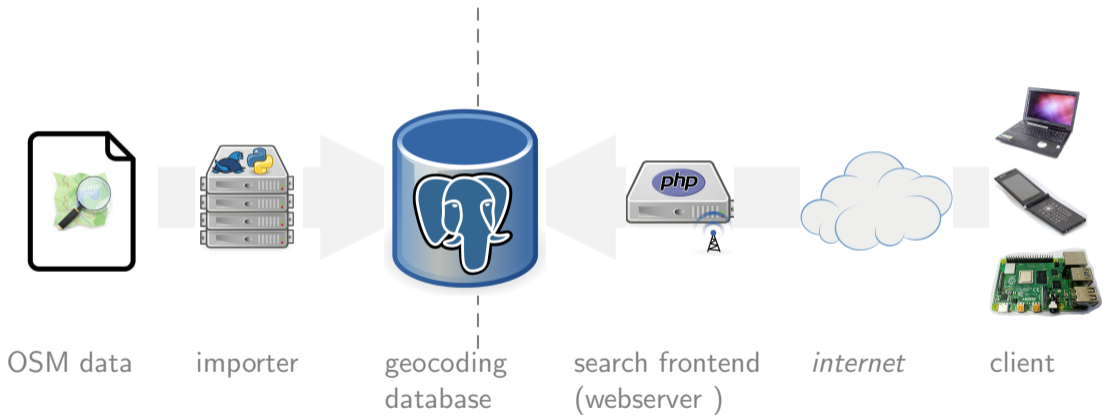 php
OSM data
importer
geocoding
database
search frontend
(webserver )
internet
client